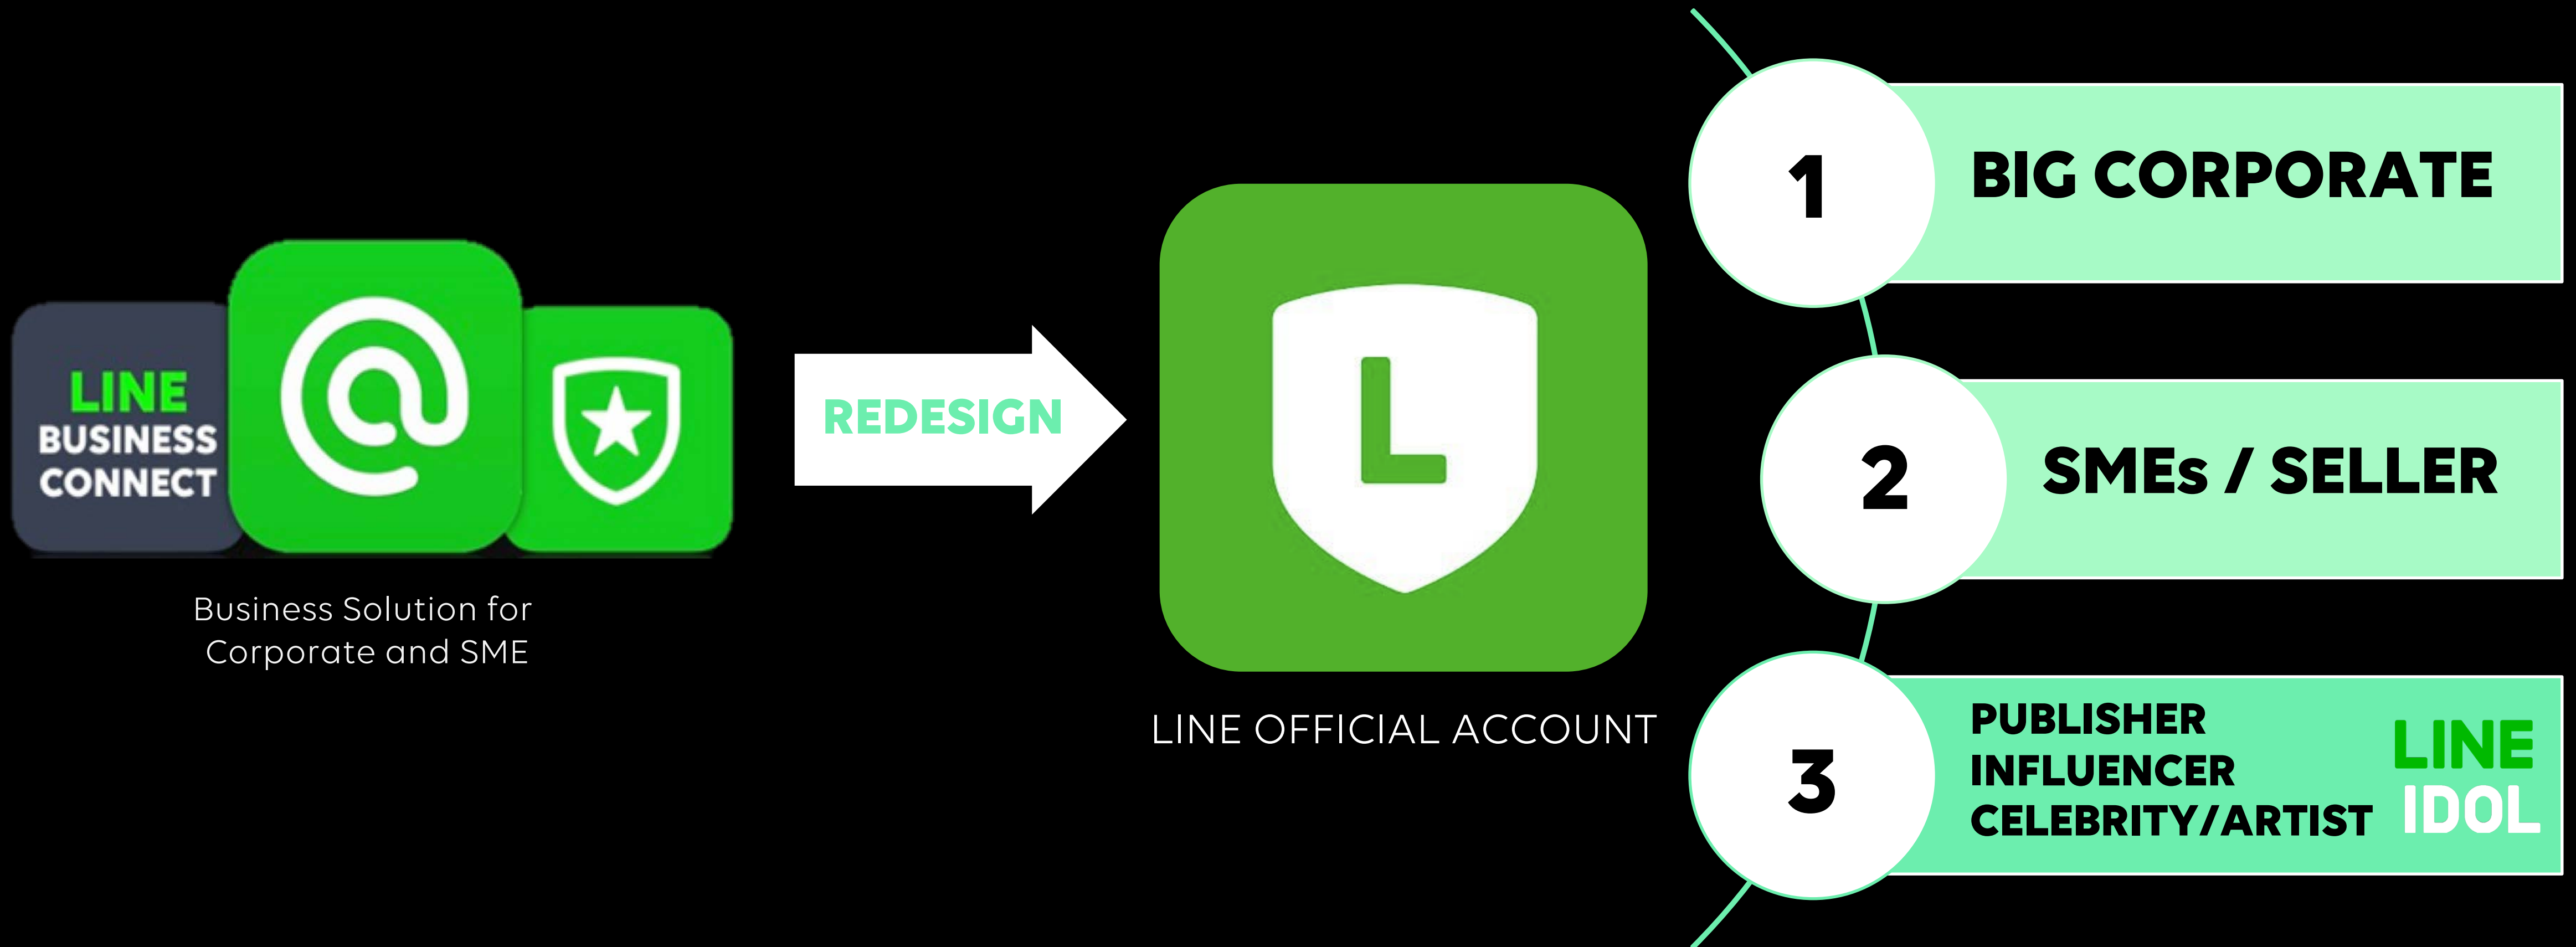 LINE
BUSINESS
CONNECT
@
Business Solution for
Corporate and SME
REDESIGN
L
LINE OFFICIAL ACCOUNT
1
BIG CORPORATE
2
SMEs / SELLER
3
PUBLISHER
INFLUENCER
CELEBRITY/ARTIST
LINE
IDOL